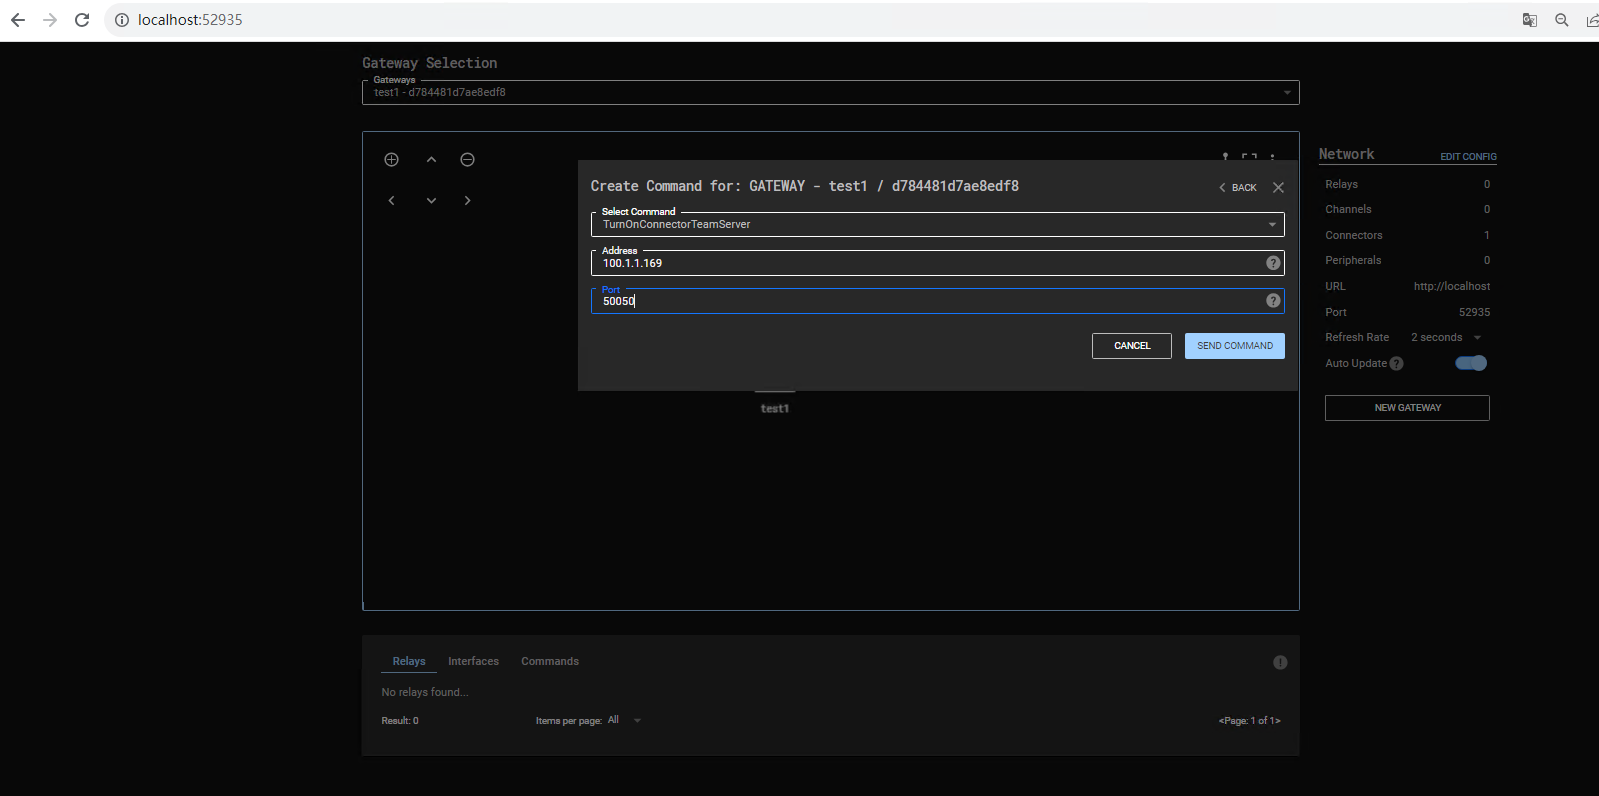 localhost:52935
Gateway Selection
Gateways
test1 - d784481d7ae8edf8
Network
EDIT CONFIG
Relays 0
Channels 0
Connectors 1
Peripherals 0
URL http://localhost
Port 52935
Refresh Rate 2 seconds
Auto Update ?
NEW GATEWAY
Create Command for: GATEWAY - test1 / d784481d7ae8edf8
BACK
Select Command
TurnOnConnectorTeamServer
Address
100.1.1.169
?
Port
50050
?
CANCEL
SEND COMMAND
test1
Relays Interfaces Commands
No relays found...
Result: 0 Items per page: All <Page: 1 of 1>